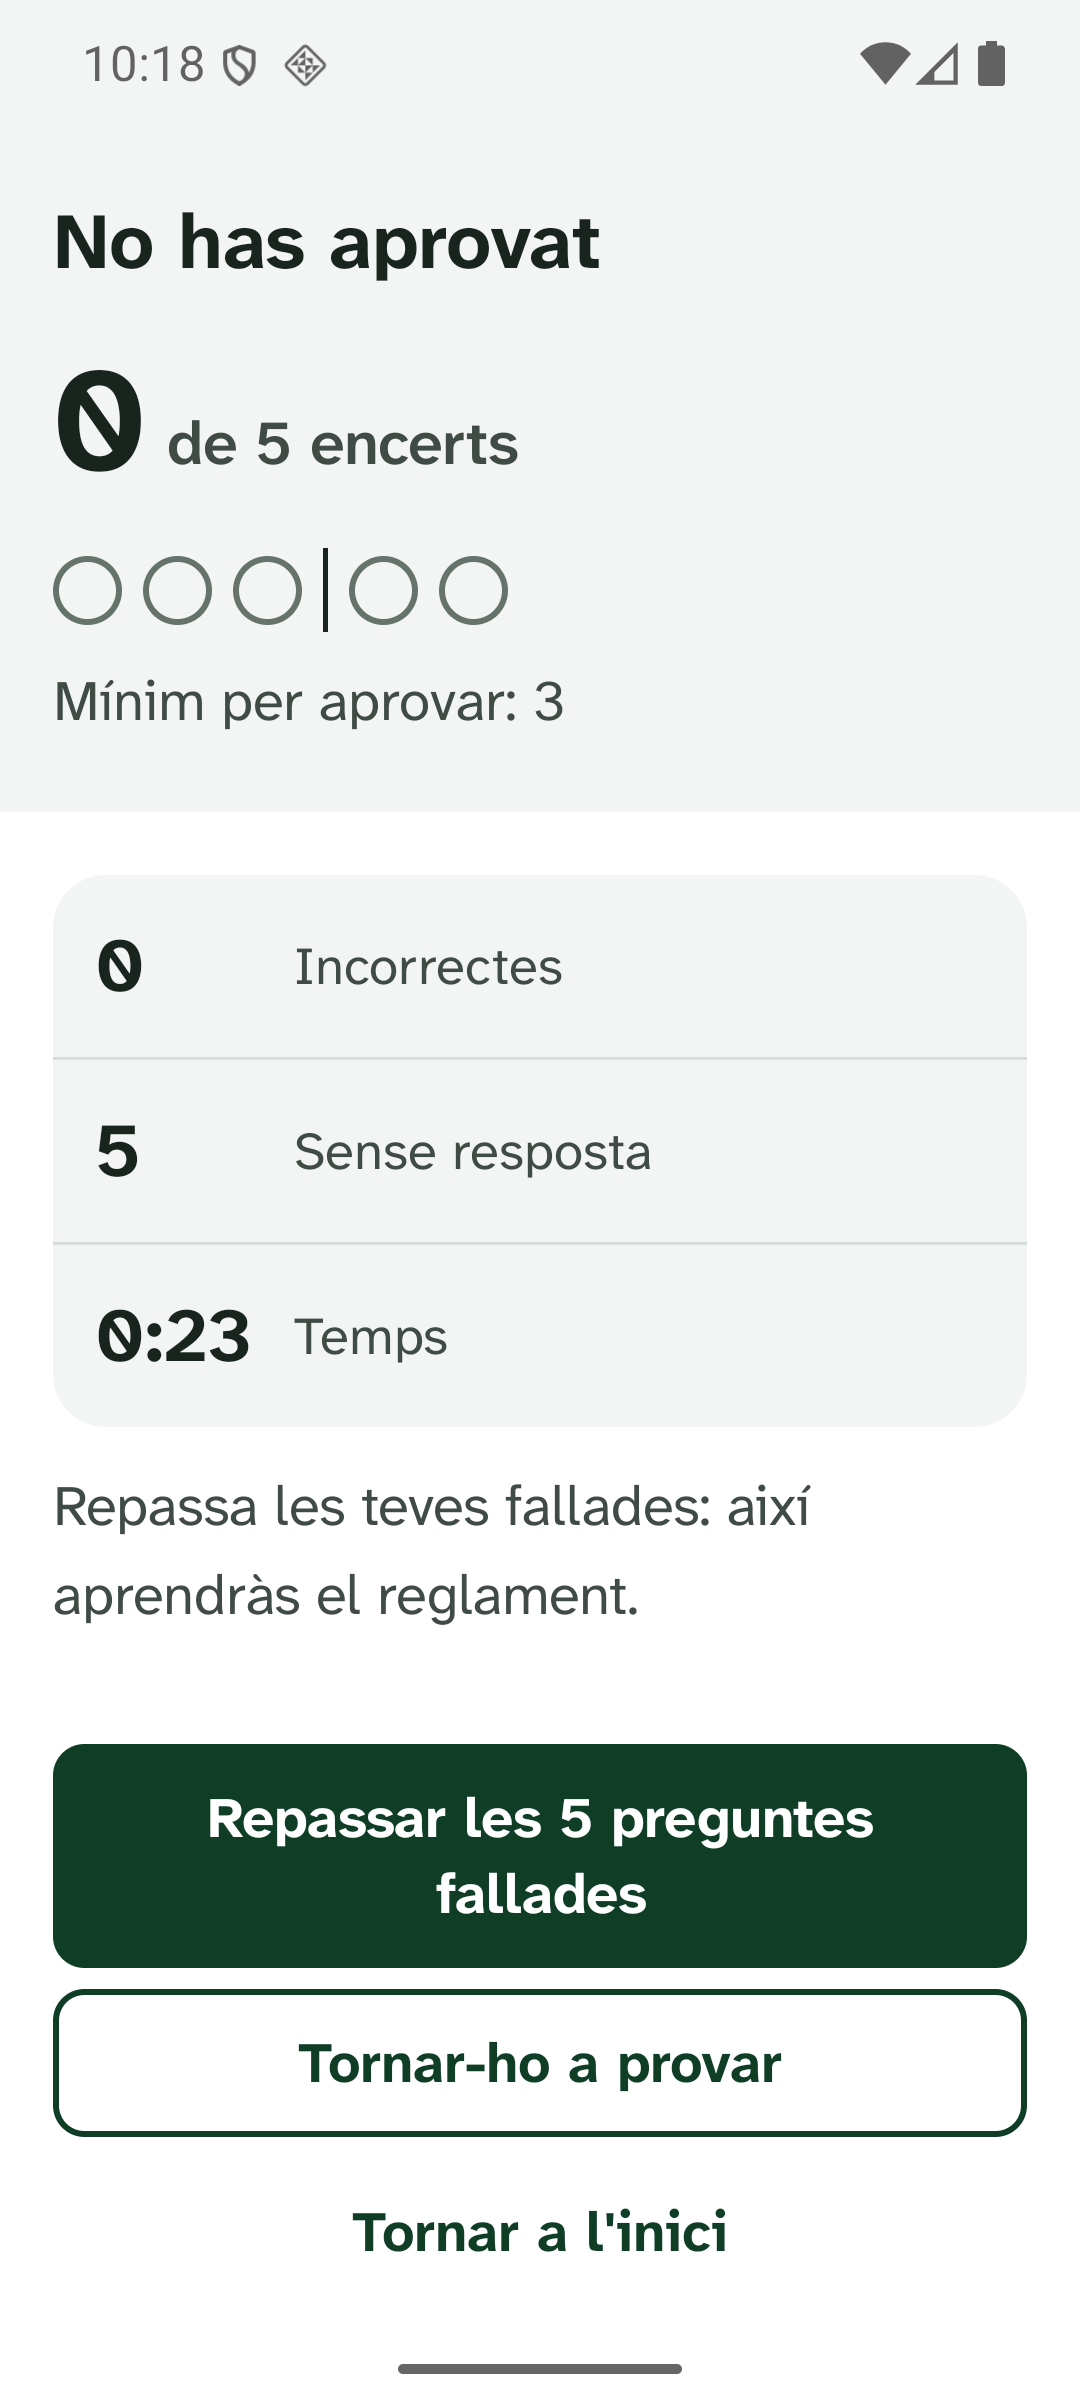 10:18
No has aprovat
0 de 5 encerts
Mínim per aprovar: 3
0 Incorrectes
5 Sense resposta
0:23 Temps
Repassa les teves fallades: així
aprendràs el reglament.
Repassar les 5 preguntes
fallades
Tornar-ho a provar
Tornar a l'inici